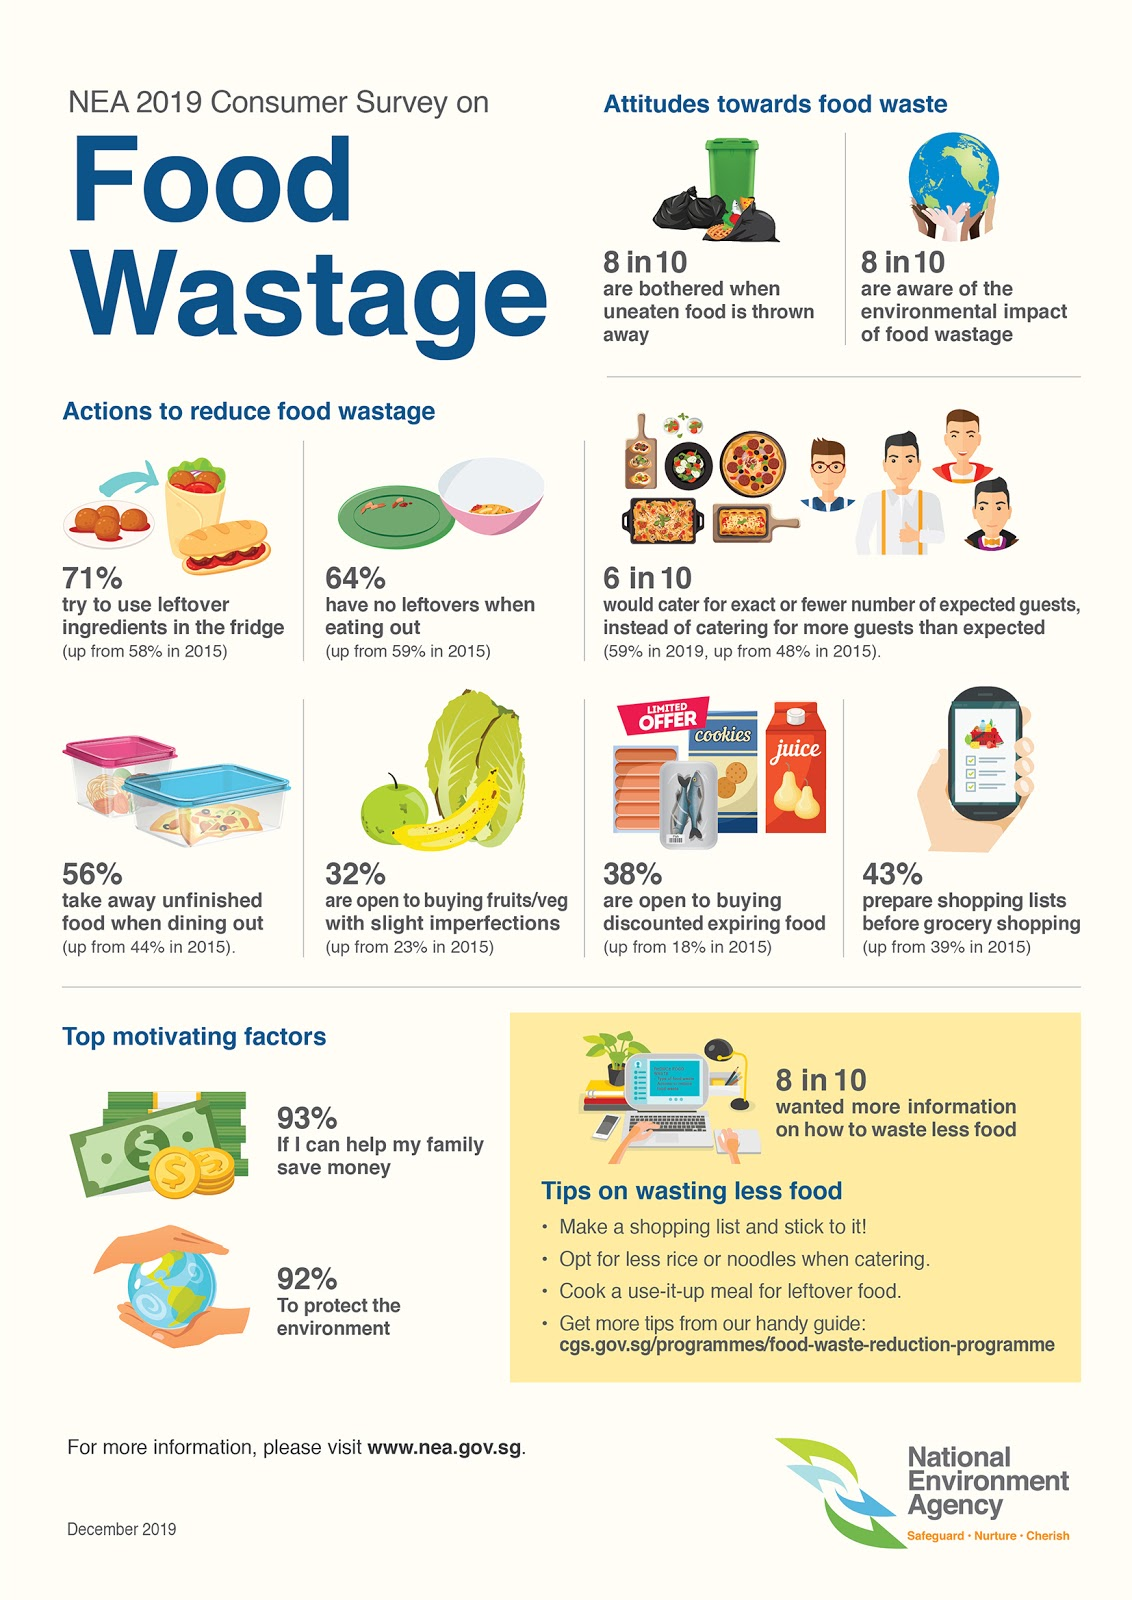 NEA 2019 Consumer Survey on
Food
Wastage
Attitudes towards food waste
8 in 10
are bothered when
uneaten food is thrown
away
8 in 10
are aware of the
environmental impact
of food wastage
Actions to reduce food wastage
71%
try to use leftover
ingredients in the fridge
(up from 58% in 2015)
64%
have no leftovers when
eating out
(up from 59% in 2015)
6 in 10
would cater for exact or fewer number of expected guests,
instead of catering for more guests than expected
(59% in 2019, up from 48% in 2015).
56%
take away unfinished
food when dining out
(up from 44% in 2015).
32%
are open to buying fruits/veg
with slight imperfections
(up from 23% in 2015)
LIMITED
OFFER
cookies
juice
38%
are open to buying
discounted expiring food
(up from 18% in 2015)
43%
prepare shopping lists
before grocery shopping
(up from 39% in 2015)
Top motivating factors
93%
If I can help my family
save money
92%
To protect the
environment
8 in 10
wanted more information
on how to waste less food
Tips on wasting less food
• Make a shopping list and stick to it!
• Opt for less rice or noodles when catering.
• Cook a use-it-up meal for leftover food.
• Get more tips from our handy guide:
cgs.gov.sg/programmes/food-waste-reduction-programme
For more information, please visit www.nea.gov.sg.
December 2019
National
Environment
Agency
Safeguard • Nurture • Cherish